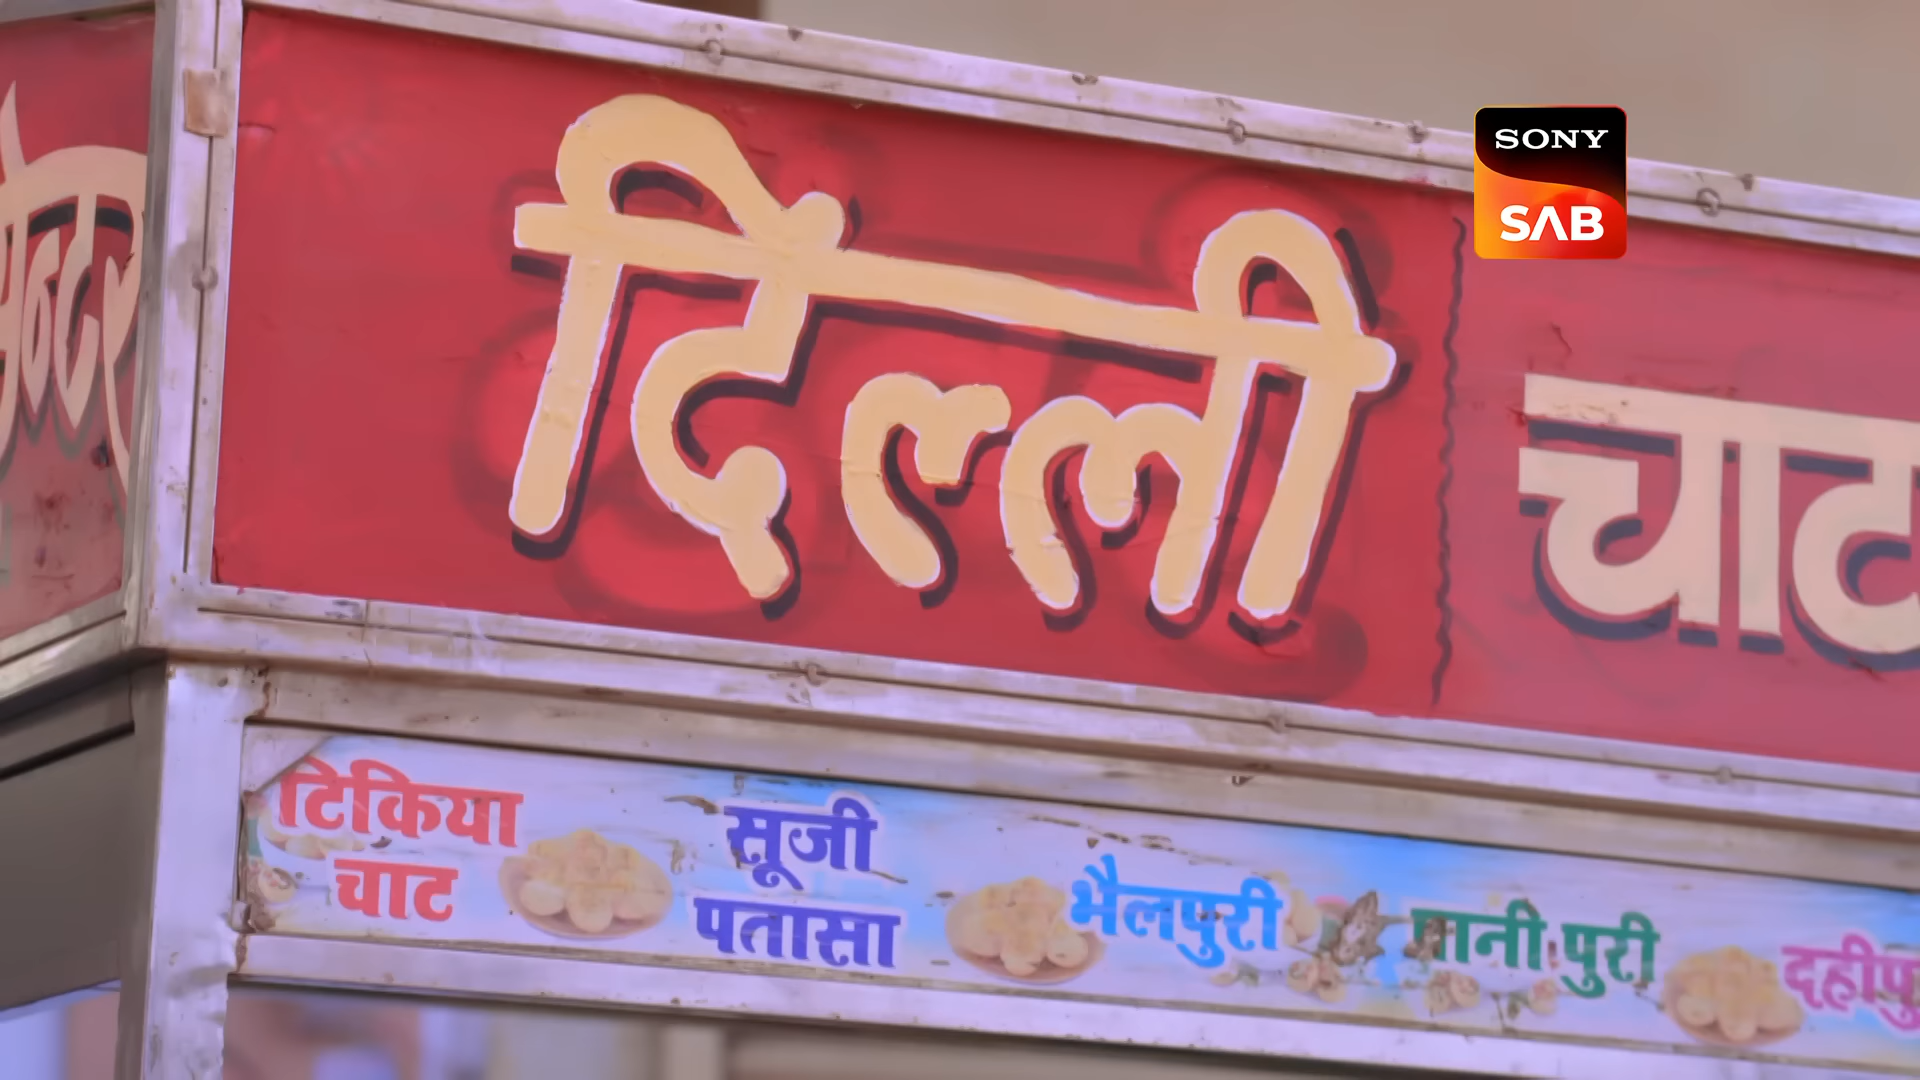 दिल्ली चाट
SONY
SAB
टिकिया
चाट
सूजी
पतासा
भैलपुरी
पानी पुरी